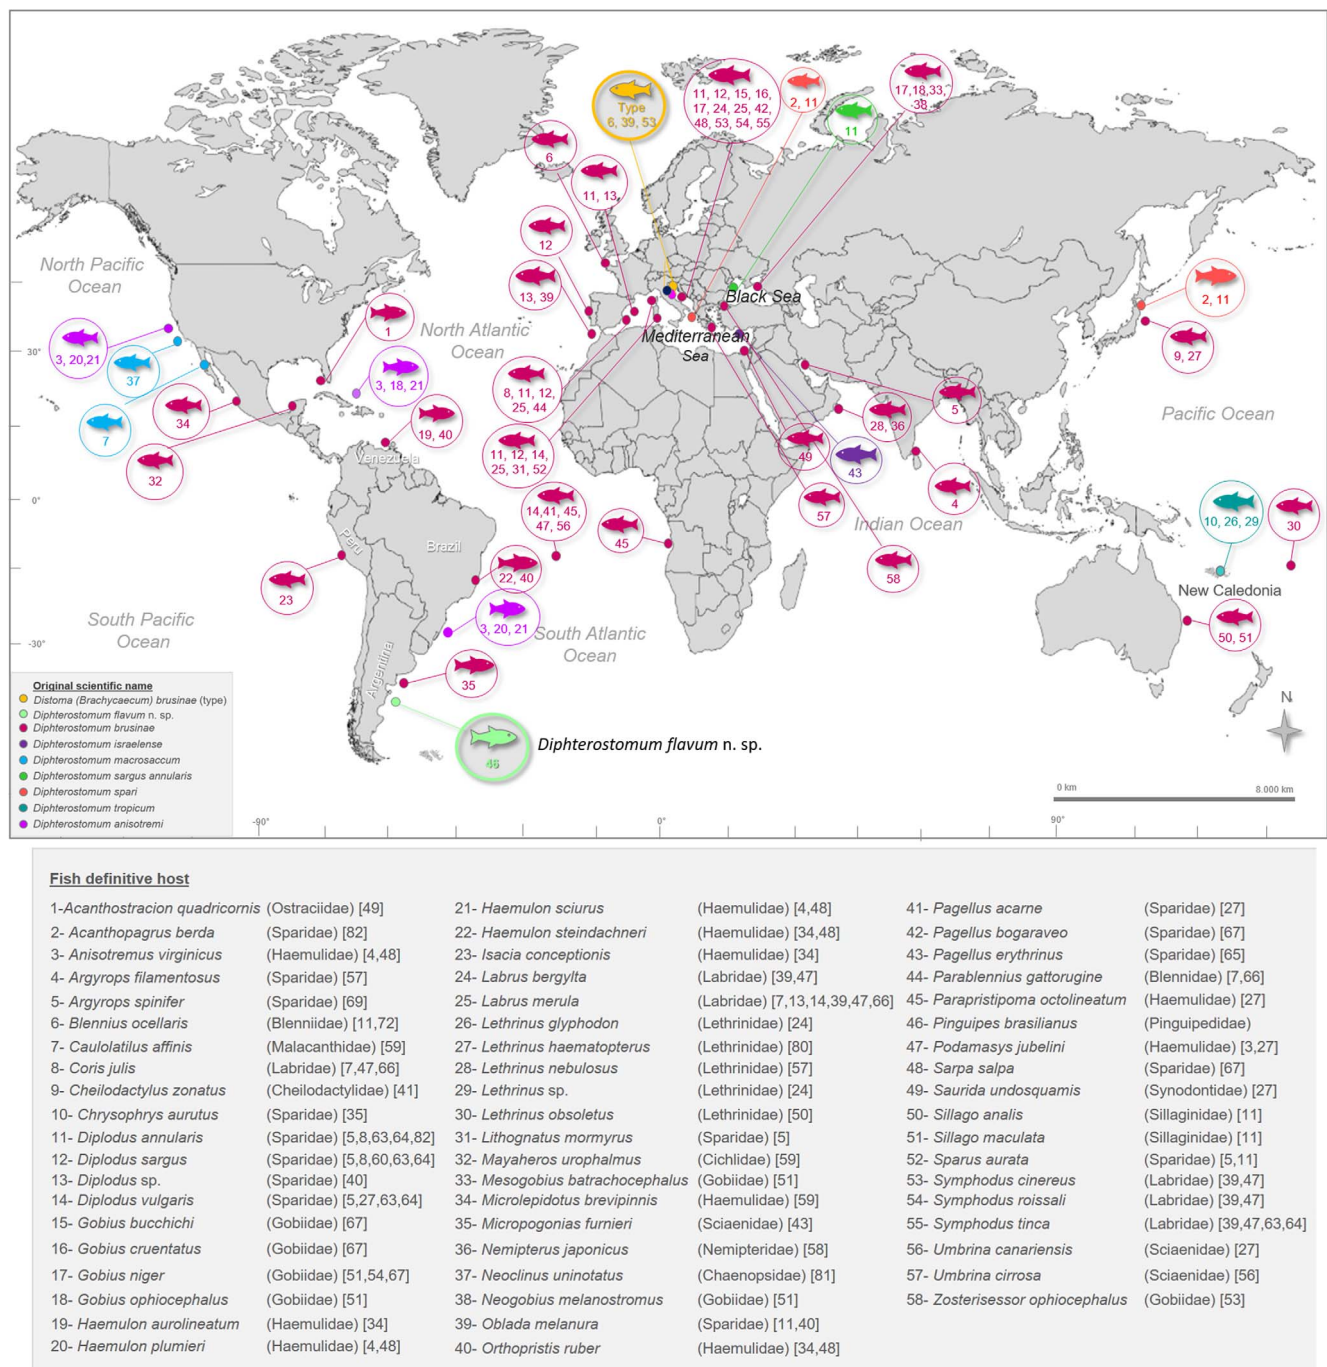 Type
6, 39, 53
11, 12, 15, 16,
17, 24, 25, 42,
48, 53, 54, 55
2, 11
11
17,18,33,
38
6
11, 13
12
13, 39
North Pacific
Ocean
1
North Atlantic
Ocean
Black Sea
Mediterranean
Sea
2, 11
9, 27
3, 20,21
30°
37
3, 18, 21
8, 11, 12,
25, 44
5
Pacific Ocean
34
7
19, 40
28, 36
32
Venezuela
11, 12, 14,
25, 31, 52
49
43
4
0°
14,41, 45,
47, 56
57
Indian Ocean
10, 26, 29
30
Peru
Brazil
45
22, 40
58
23
New Caledonia
South Pacific
Ocean
3, 20, 21
South Atlantic
Ocean
50, 51
-30°
Argentina
35
N
Original scientific name
Distoma (Brachycaecum) brusinae (type)
Diphterostomum flavum n. sp.
Diphterostomum brusinae
Diphterostomum israelense
Diphterostomum macrosaccum
Diphterostomum sargus annularis
Diphterostomum spari
Diphterostomum tropicum
Diphterostomum anisotremi
46
Diphterostomum flavum n. sp.
0 km 8.000 km
-90° 0° 90°
Fish definitive host
1-Acanthostracion quadricornis (Ostraciidae) [49]
2- Acanthopagrus berda (Sparidae) [82]
3- Anisotremus virginicus (Haemulidae) [4,48]
4- Argyrops filamentosus (Sparidae) [57]
5- Argyrops spinifer (Sparidae) [69]
6- Blennius ocellaris (Blenniidae) [11,72]
7- Caulolatilus affinis (Malacanthidae) [59]
8- Coris julis (Labridae) [7,47,66]
9- Cheilodactylus zonatus (Cheilodactylidae) [41]
10- Chrysophrys aurutus (Sparidae) [35]
11- Diplodus annularis (Sparidae) [5,8,63,64,82]
12- Diplodus sargus (Sparidae) [5,8,60,63,64]
13- Diplodus sp. (Sparidae) [40]
14- Diplodus vulgaris (Sparidae) [5,27,63,64]
15- Gobius bucchichi (Gobiidae) [67]
16- Gobius cruentatus (Gobiidae) [67]
17- Gobius niger (Gobiidae) [51,54,67]
18- Gobius ophiocephalus (Gobiidae) [51]
19- Haemulon aurolineatum (Haemulidae) [34]
20- Haemulon plumieri (Haemulidae) [4,48]
21- Haemulon sciurus (Haemulidae) [4,48]
22- Haemulon steindachneri (Haemulidae) [34,48]
23- Isacia conceptionis (Haemulidae) [34]
24- Labrus bergylta (Labridae) [39,47]
25- Labrus merula (Labridae) [7,13,14,39,47,66]
26- Lethrinus glyphodon (Lethrinidae) [24]
27- Lethrinus haematopterus (Lethrinidae) [80]
28- Lethrinus nebulosus (Lethrinidae) [57]
29- Lethrinus sp. (Lethrinidae) [24]
30- Lethrinus obsoletus (Lethrinidae) [50]
31- Lithognatus mormyrus (Sparidae) [5]
32- Mayaheros urophalmus (Cichlidae) [59]
33- Mesogobius batrachocephalus (Gobiidae) [51]
34- Microlepidotus brevipinnis (Haemulidae) [59]
35- Micropogonias furnieri (Sciaenidae) [43]
36- Nemipterus japonicus (Nemipteridae) [58]
37- Neoclinus uninotatus (Chaenopsidae) [81]
38- Neogobius melanostromus (Gobiidae) [51]
39- Oblada melanura (Sparidae) [11,40]
40- Orthopristis ruber (Haemulidae) [34,48]
41- Pagellus acarne (Sparidae) [27]
42- Pagellus bogaraveo (Sparidae) [67]
43- Pagellus erythrinus (Sparidae) [65]
44- Parablennius gattorugine (Blennidae) [7,66]
45- Parapristipoma octolineatum (Haemulidae) [27]
46- Pinguipes brasilianus (Pinguipedidae)
47- Podamasys jubelini (Haemulidae) [3,27]
48- Sarpa salpa (Sparidae) [67]
49- Saurida undosquamis (Synodontidae) [27]
50- Sillago analis (Sillaginidae) [11]
51- Sillago maculata (Sillaginidae) [11]
52- Sparus aurata (Sparidae) [5,11]
53- Symphodus cinereus (Labridae) [39,47]
54- Symphodus roissali (Labridae) [39,47]
55- Symphodus tinca (Labridae) [39,47,63,64]
56- Umbrina canariensis (Sciaenidae) [27]
57- Umbrina cirrosa (Sciaenidae) [56]
58- Zosterisessor ophiocephalus (Gobiidae) [53]